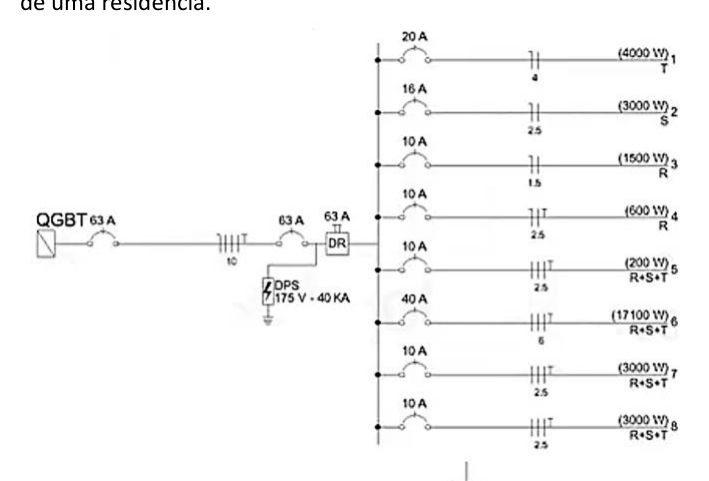 de uma residência.
20 A
(4000 W) 1
4
T
16 A
(3000 W) 2
2.5
S
10 A
(1500 W) 3
1.5
R
10 A
(600 W) 4
2.5
R
QGBT 63 A
63 A
63 A
T
10
DR
DPS
175 V - 40 KA
10 A
T
(200 W) 5
2.5
R+S+T
40 A
T
(17100 W) 6
6
R+S+T
10 A
T
(3000 W) 7
2.5
R+S+T
10 A
T
(3000 W) 8
2.5
R+S+T